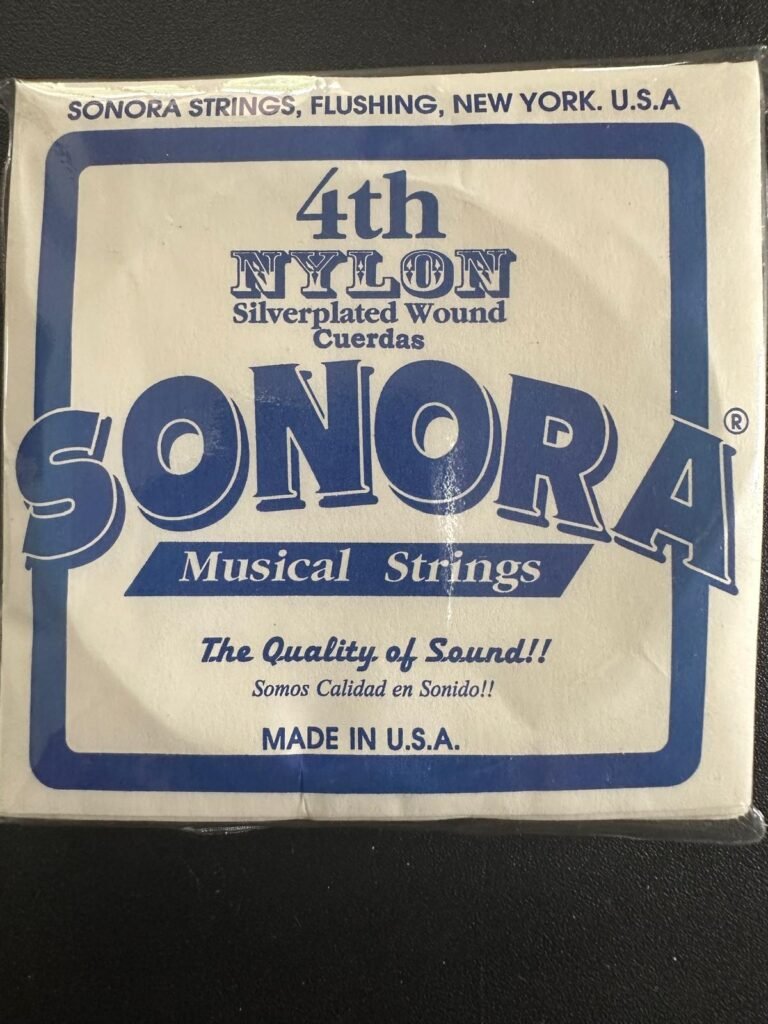 SONORA STRINGS, FLUSHING, NEW YORK. U.S.A
4th
NYLON
Silverplated Wound
Cuerdas
SONORA®
Musical Strings
The Quality of Sound!!
Somos Calidad en Sonido!!
MADE IN U.S.A.